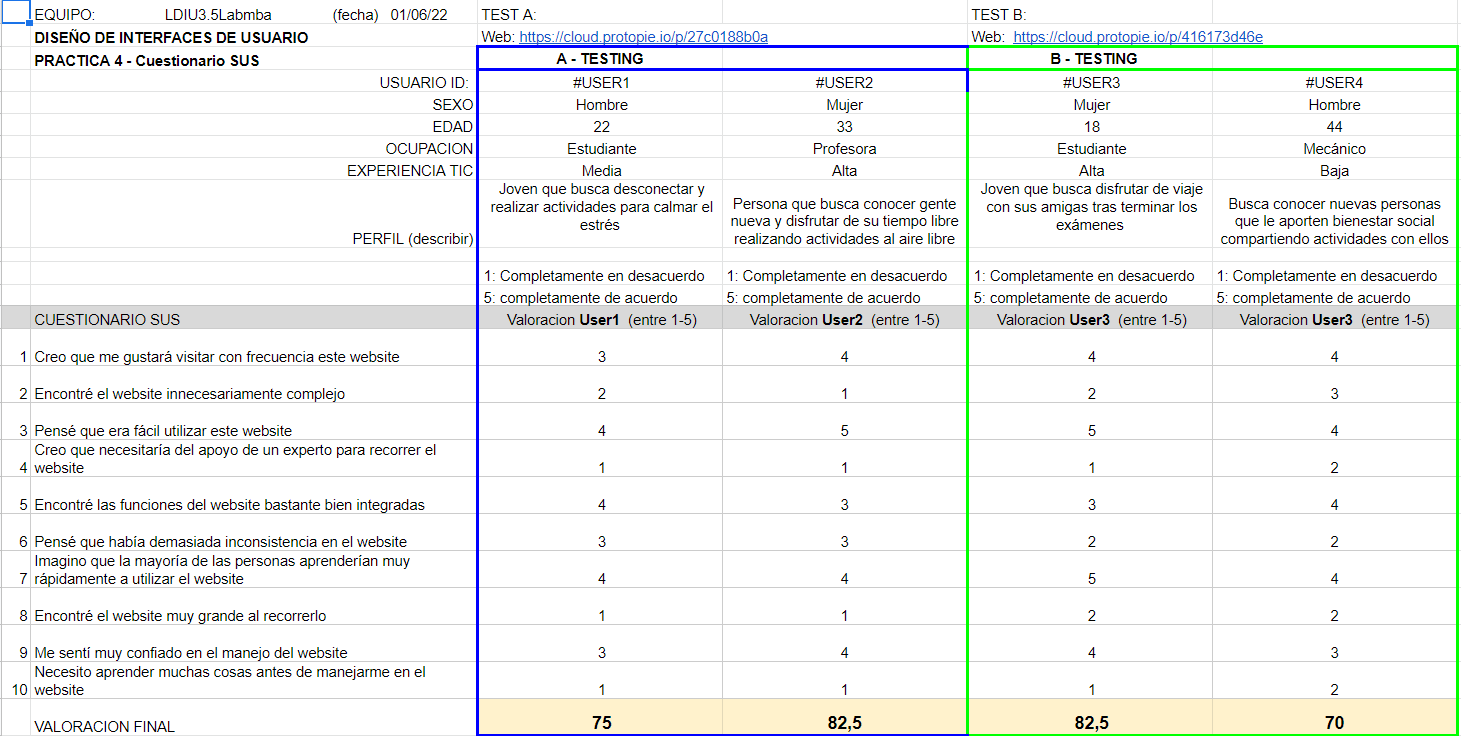 EQUIPO: LDIU3.5Labmba (fecha) 01/06/22 TEST A: TEST B:
DISEÑO DE INTERFACES DE USUARIO Web: https://cloud.protopie.io/p/27c0188b0a Web: https://cloud.protopie.io/p/416173d46e
PRACTICA 4 - Cuestionario SUS A - TESTING B - TESTING
USUARIO ID: #USER1 #USER2 #USER3 #USER4
SEXO Hombre Mujer Mujer Hombre
EDAD 22 33 18 44
OCUPACION Estudiante Profesora Estudiante Mecánico
EXPERIENCIA TIC Media Alta Alta Baja
PERFIL (describir)
Joven que busca desconectar y
realizar actividades para calmar el
estrés
Persona que busca conocer gente
nueva y disfrutar de su tiempo libre
realizando actividades al aire libre
Joven que busca disfrutar de viaje
con sus amigas tras terminar los
exámenes
Busca conocer nuevas personas
que le aporten bienestar social
compartiendo actividades con ellos
1: Completamente en desacuerdo 1: Completamente en desacuerdo 1: Completamente en desacuerdo 1: Completamente en desacuerdo
5: completamente de acuerdo 5: completamente de acuerdo 5: completamente de acuerdo 5: completamente de acuerdo
CUESTIONARIO SUS Valoracion User1 (entre 1-5) Valoracion User2 (entre 1-5) Valoracion User3 (entre 1-5) Valoracion User3 (entre 1-5)
1 Creo que me gustará visitar con frecuencia este website 3 4 4 4
2 Encontré el website innecesariamente complejo 2 1 2 3
3 Pensé que era fácil utilizar este website 4 5 5 4
Creo que necesitaría del apoyo de un experto para recorrer el
4 website 1 1 1 2
5 Encontré las funciones del website bastante bien integradas 4 3 3 4
6 Pensé que había demasiada inconsistencia en el website 3 3 2 2
Imagino que la mayoría de las personas aprenderían muy
7 rápidamente a utilizar el website 4 4 5 4
8 Encontré el website muy grande al recorrerlo 1 1 2 2
9 Me sentí muy confiado en el manejo del website 3 4 4 3
Necesito aprender muchas cosas antes de manejarme en el
10 website 1 1 1 2
VALORACION FINAL 75 82,5 82,5 70